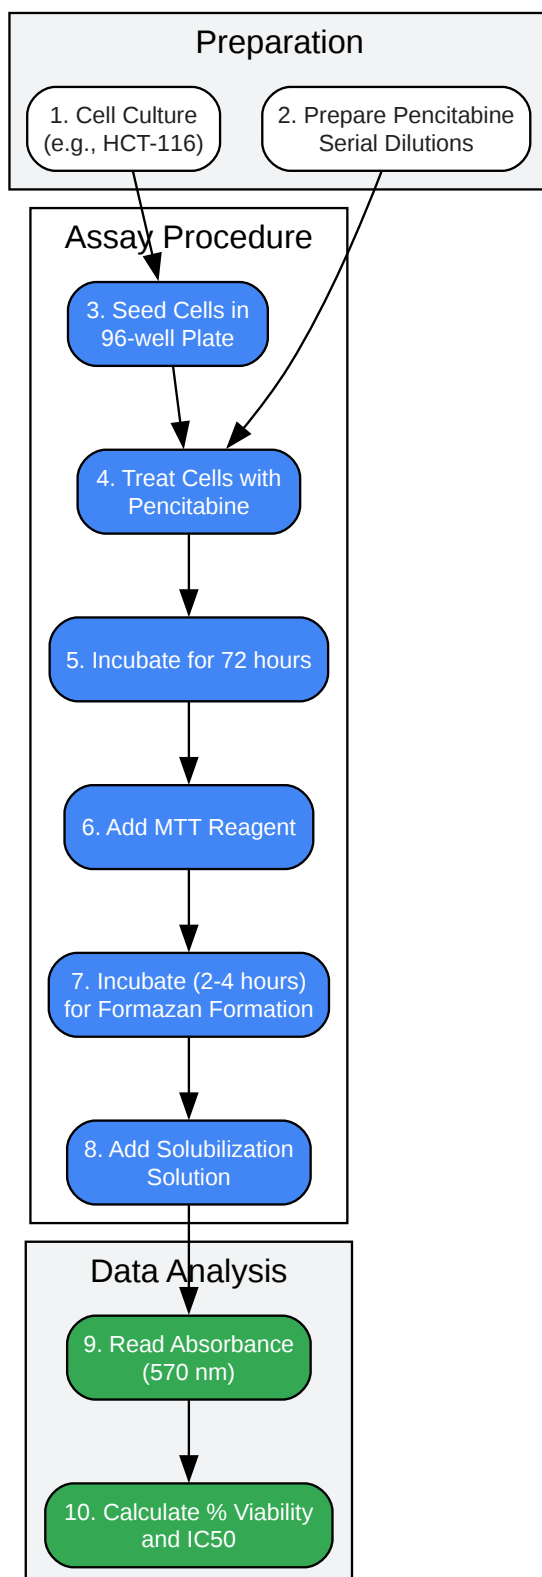 Preparation
1. Cell Culture
(e.g., HCT-116)
2. Prepare Pencitabine
Serial Dilutions
Assay Procedure
3. Seed Cells in
96-well Plate
4. Treat Cells with
Pencitabine
5. Incubate for 72 hours
6. Add MTT Reagent
7. Incubate (2-4 hours)
for Formazan Formation
8. Add Solubilization
Solution
Data Analysis
9. Read Absorbance
(570 nm)
10. Calculate % Viability
and IC50